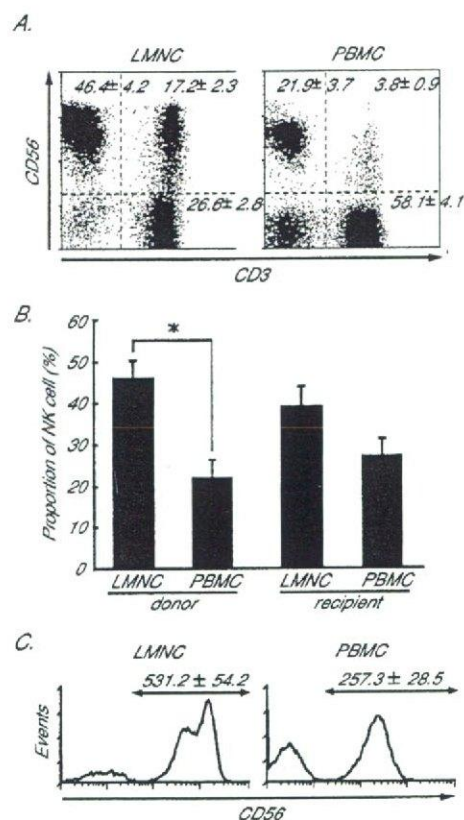 A.
LMNC PBMC
46.4± 4.2 17.2± 2.3 21.9± 3.7 3.8± 0.9
CD56
26.6± 2.8 58.1± 4.1
CD3
B.
Proportion of NK cell (%)
60
50
40
30
20
10
0
*
LMNC PBMC LMNC PBMC
donor recipient
C.
LMNC PBMC
531.2 ± 54.2 257.3 ± 28.5
Events
CD56